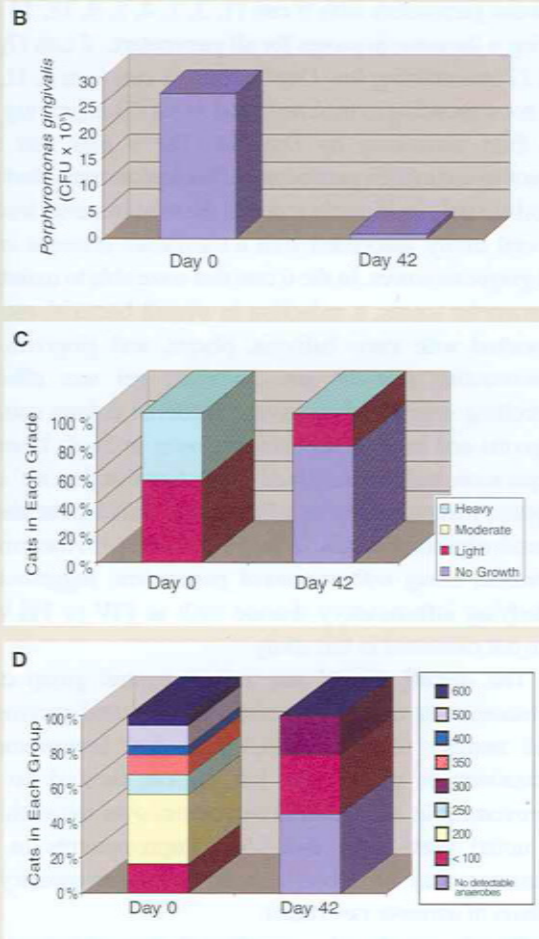 B
Porphyromonas gingivalis
(CFU x 10⁵)
30
25
20
15
10
5
0
Day 0
Day 42
C
Cats in Each Grade
100 %
80 %
60 %
40 %
20 %
0 %
Day 0
Day 42
Heavy
Moderate
Light
No Growth
D
Cats in Each Group
100%
80%
60%
40%
20%
0%
Day 0
Day 42
600
500
400
350
300
250
200
< 100
No detectable
anaerobes